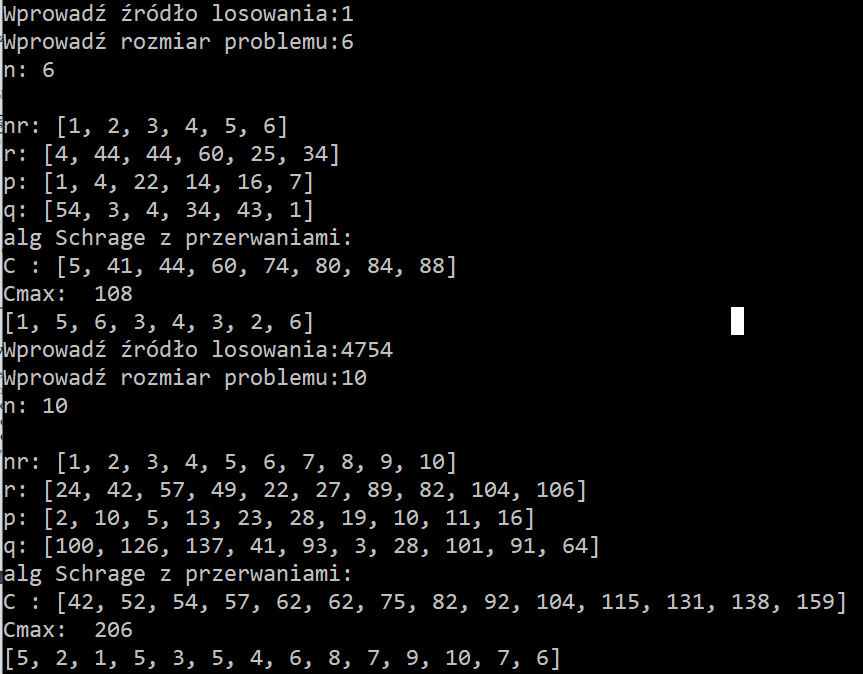 Wprowadź źródło losowania:1
Wprowadź rozmiar problemu:6
n: 6
nr: [1, 2, 3, 4, 5, 6]
r: [4, 44, 44, 60, 25, 34]
p: [1, 4, 22, 14, 16, 7]
q: [54, 3, 4, 34, 43, 1]
alg Schrage z przerwaniami:
C : [5, 41, 44, 60, 74, 80, 84, 88]
Cmax:  108
[1, 5, 6, 3, 4, 3, 2, 6]
Wprowadź źródło losowania:4754
Wprowadź rozmiar problemu:10
n: 10
nr: [1, 2, 3, 4, 5, 6, 7, 8, 9, 10]
r: [24, 42, 57, 49, 22, 27, 89, 82, 104, 106]
p: [2, 10, 5, 13, 23, 28, 19, 10, 11, 16]
q: [100, 126, 137, 41, 93, 3, 28, 101, 91, 64]
alg Schrage z przerwaniami:
C : [42, 52, 54, 57, 62, 62, 75, 82, 92, 104, 115, 131, 138, 159]
Cmax:  206
[5, 2, 1, 5, 3, 5, 4, 6, 8, 7, 9, 10, 7, 6]